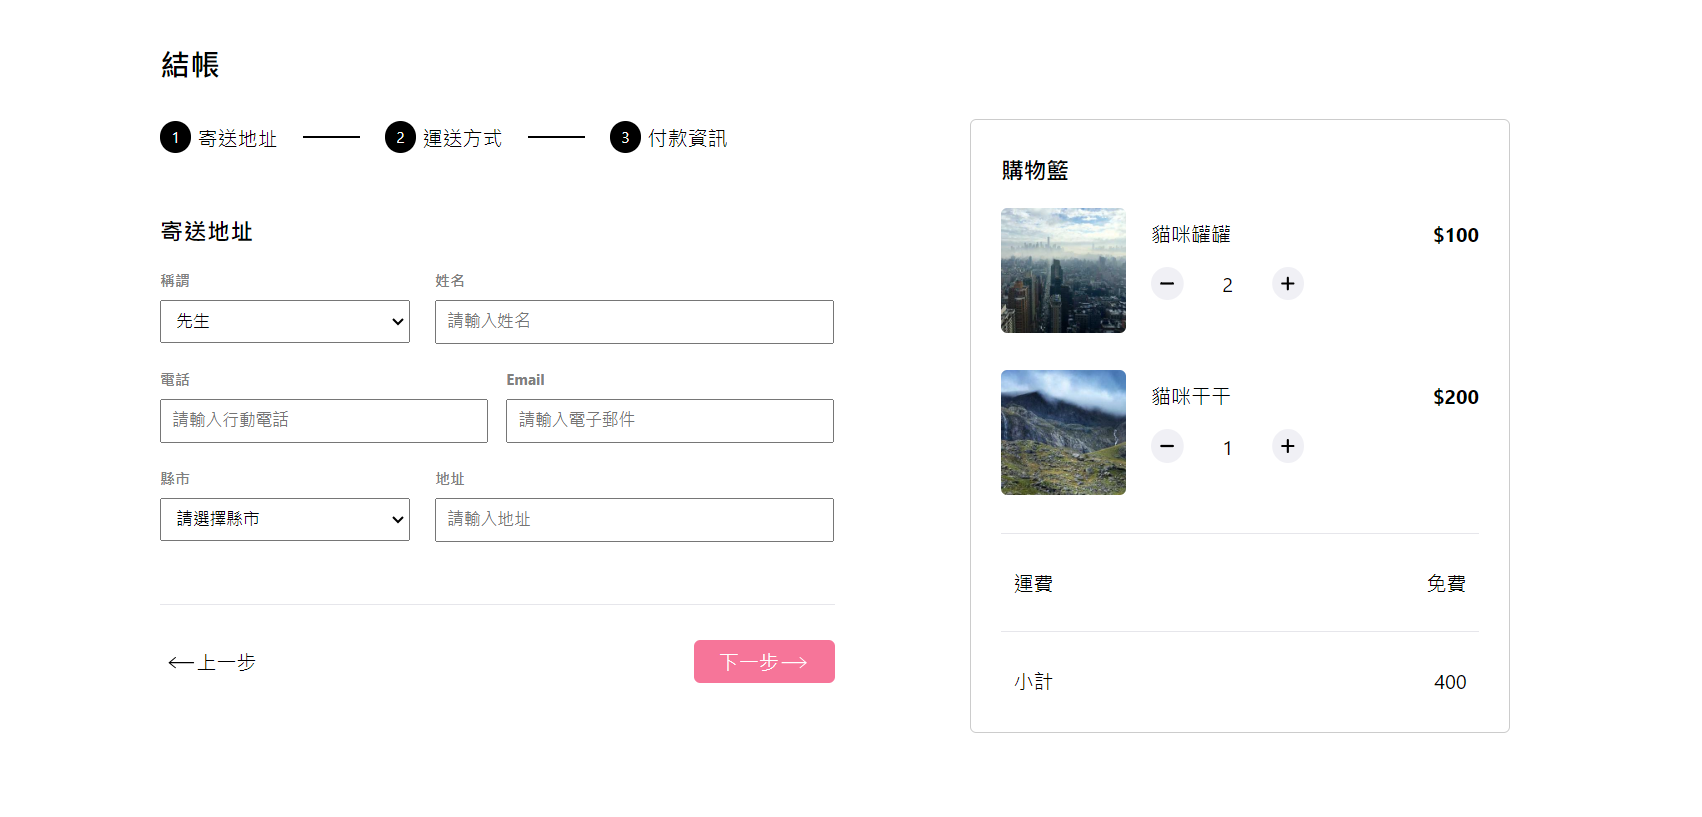 結帳
1 寄送地址
2 運送方式
3 付款資訊
寄送地址
稱謂
姓名
先生
請輸入姓名
電話
Email
請輸入行動電話
請輸入電子郵件
縣市
地址
請選擇縣市
請輸入地址
上一步
下一步
購物籃
貓咪罐罐
$100
2
貓咪干干
$200
1
運費
免費
小計
400